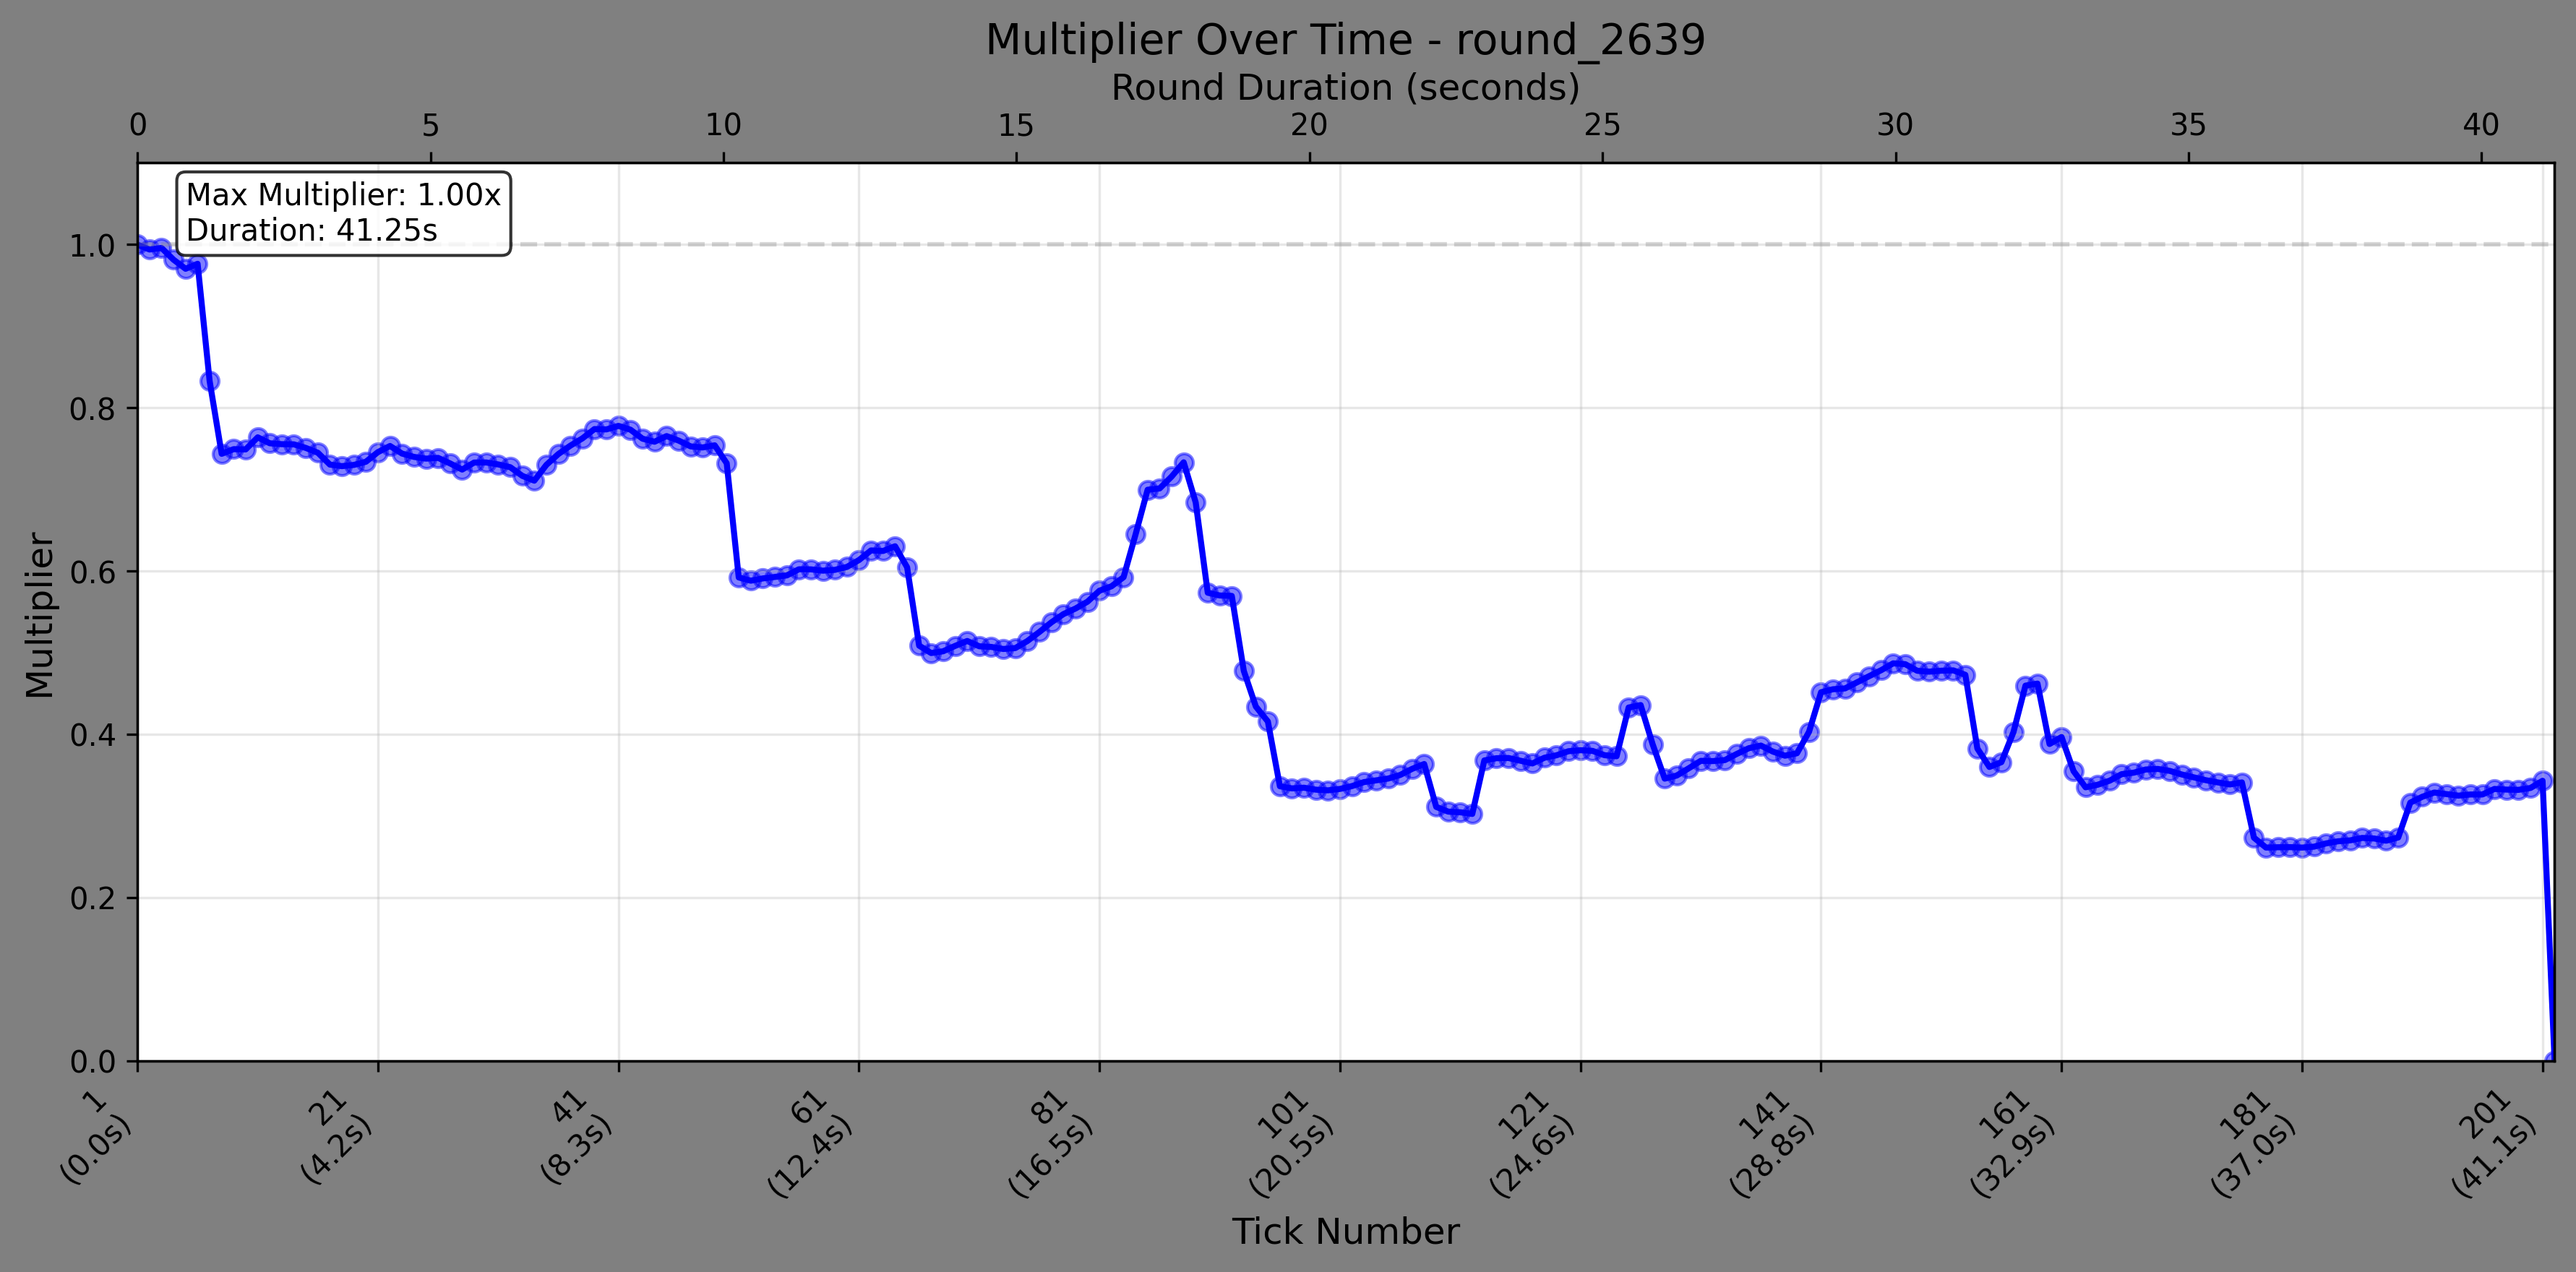 Multiplier Over Time - round_2639
Round Duration (seconds)
0 5 10 15 20 25 30 35 40
Max Multiplier: 1.00x
Duration: 41.25s
Multiplier
1.0
0.8
0.6
0.4
0.2
0.0
1
(0.0s)
21
(4.2s)
41
(8.3s)
61
(12.4s)
81
(16.5s)
101
(20.5s)
121
(24.6s)
141
(28.8s)
161
(32.9s)
181
(37.0s)
201
(41.1s)
Tick Number